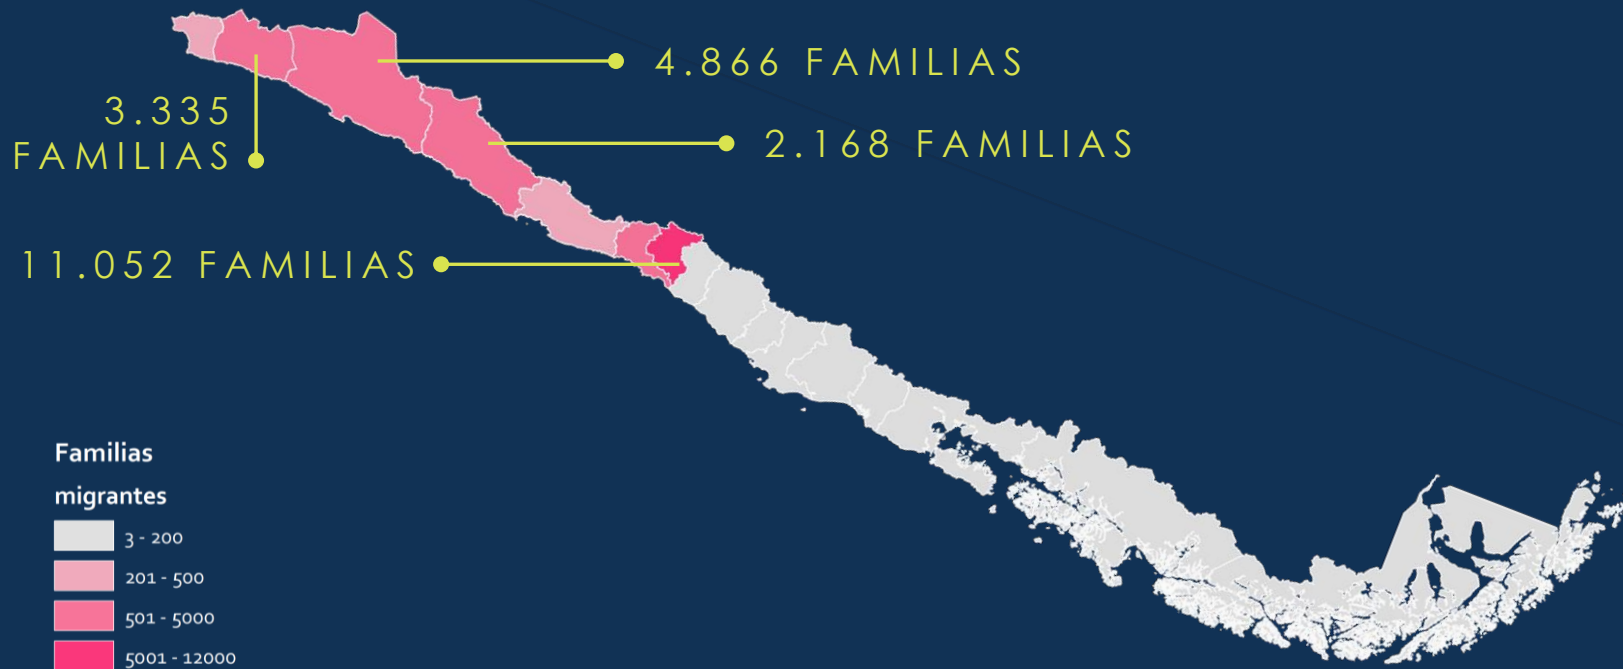 4.866 FAMILIAS
3.335
FAMILIAS
2.168 FAMILIAS
11.052 FAMILIAS
Familias
migrantes
3 - 200
201 - 500
501 - 5000
5001 - 12000